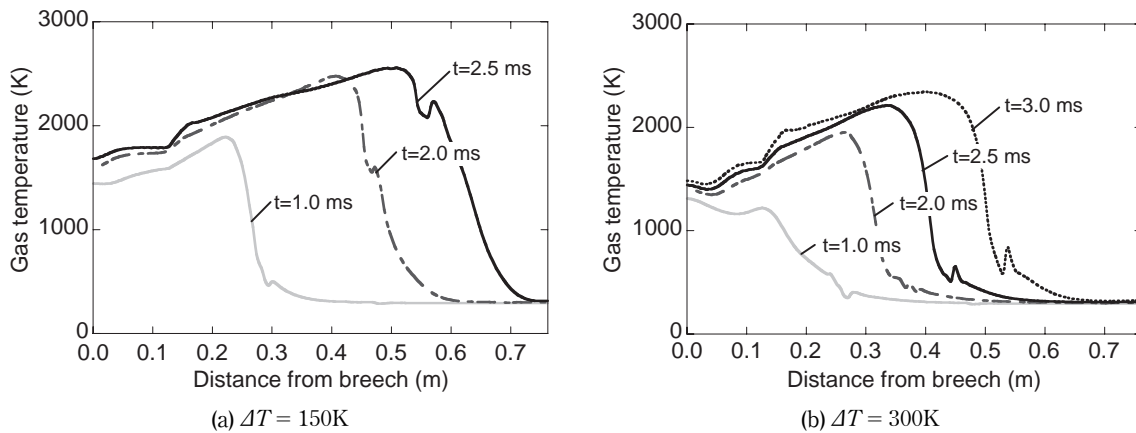 3000
2000
1000
0
Gas temperature (K)
t=2.5 ms
t=2.0 ms
t=1.0 ms
0.0 0.1 0.2 0.3 0.4 0.5 0.6 0.7
Distance from breech (m)
(a) ΔT = 150K
3000
2000
1000
0
Gas temperature (K)
t=3.0 ms
t=2.5 ms
t=2.0 ms
t=1.0 ms
0.0 0.1 0.2 0.3 0.4 0.5 0.6 0.7
Distance from breech (m)
(b) ΔT = 300K